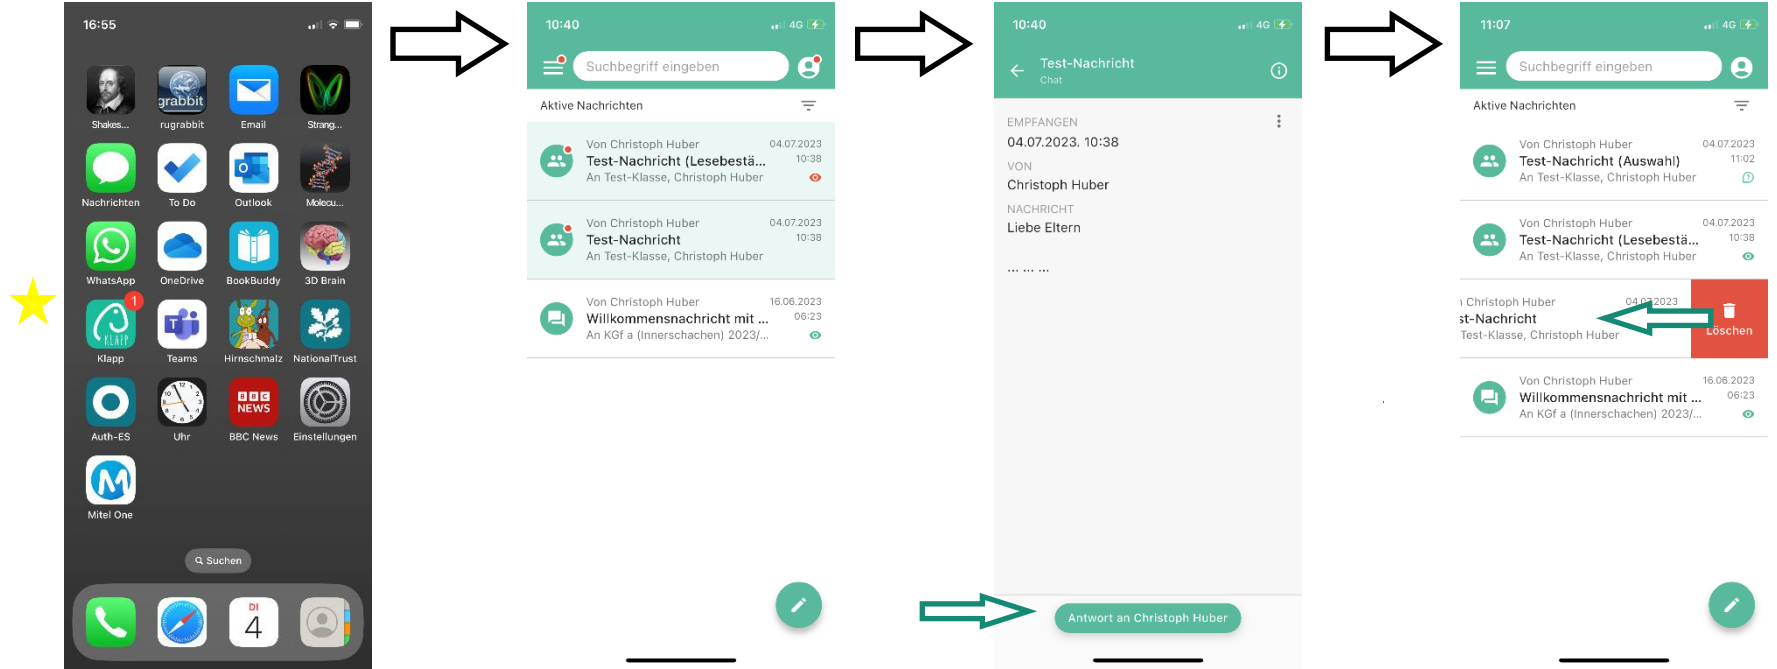 16:55
grabbit
Shakes...
rugrabbit
Email
Strang...
Nachrichten
To Do
Outlook
Molecu...
WhatsApp
OneDrive
BookBuddy
3D Brain
1
KLAPP
Klapp
Teams
Hirnschmalz
NationalTrust
12
BBC
NEWS
Auth-ES
Uhr
BBC News
Einstellungen
Mitel One
Suchen
DI
4
10:40
4G
Suchbegriff eingeben
Aktive Nachrichten
Von Christoph Huber
04.07.2023
Test-Nachricht (Lesebestä...
10:38
An Test-Klasse, Christoph Huber
Von Christoph Huber
04.07.2023
Test-Nachricht
10:38
An Test-Klasse, Christoph Huber
Von Christoph Huber
16.06.2023
Willkommensnachricht mit ...
06:23
An KGf a (Innerschachen) 2023/...
10:40
4G
Test-Nachricht
Chat
EMPFANGEN
04.07.2023. 10:38
VON
Christoph Huber
NACHRICHT
Liebe Eltern
... ... ...
Antwort an Christoph Huber
11:07
4G
Suchbegriff eingeben
Aktive Nachrichten
Von Christoph Huber
04.07.2023
Test-Nachricht (Auswahl)
11:02
An Test-Klasse, Christoph Huber
Von Christoph Huber
04.07.2023
Test-Nachricht (Lesebestä...
10:38
An Test-Klasse, Christoph Huber
n Christoph Huber
04.07.2023
st-Nachricht
Test-Klasse, Christoph Huber
Löschen
Von Christoph Huber
16.06.2023
Willkommensnachricht mit ...
06:23
An KGf a (Innerschachen) 2023/...